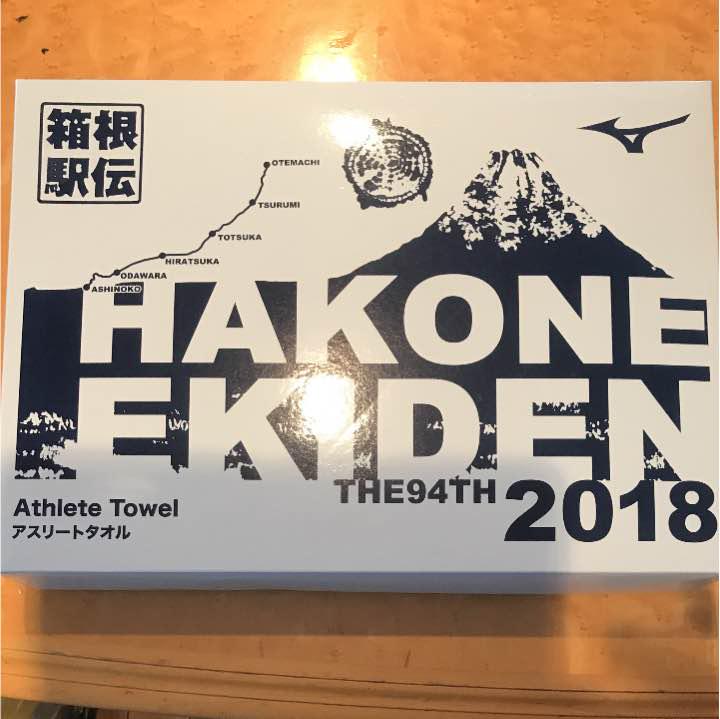 箱根
駅伝
OTEMACHI
TSURUMI
TOTSUKA
HIRATSUKA
ODAWARA
ASHINOKO
HAKONE
EKIDEN
THE94TH
2018
Athlete Towel
アスリートタオル